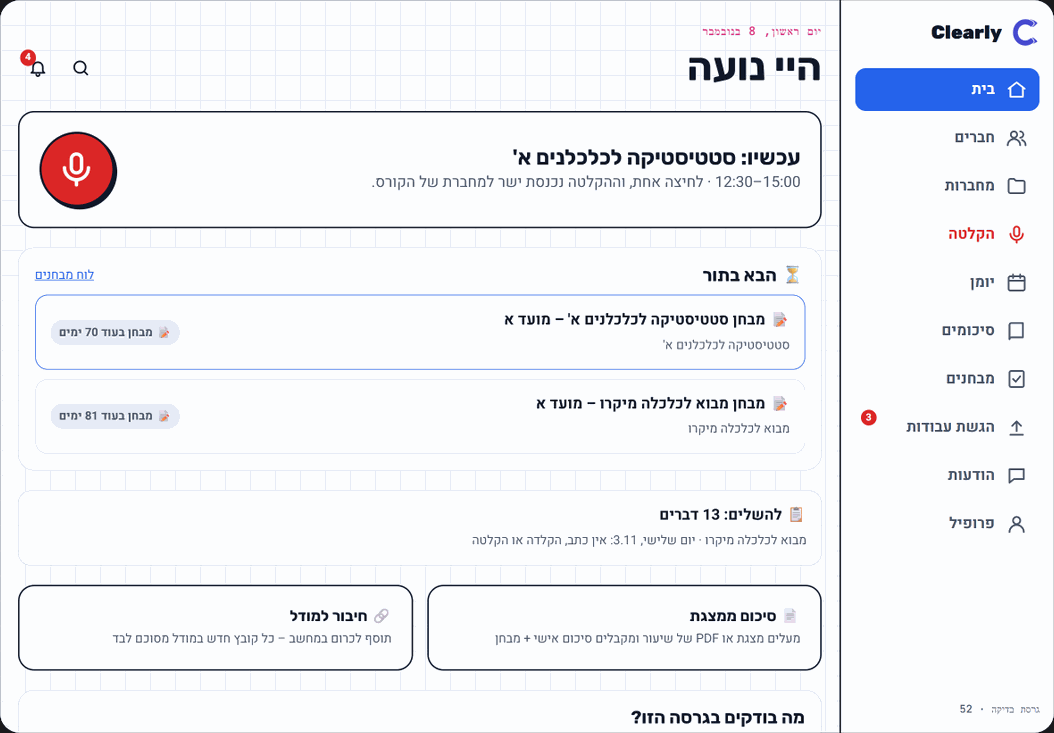 Clearly
בית
חברים
מחברות
הקלטה
יומן
סיכומים
מבחנים
הגשת עבודות
3
הודעות
פרופיל
גרסת בדיקה · 52
יום ראשון, 8 בנובמבר
היי נועה
4
עכשיו: סטטיסטיקה לכלכלנים א'
12:30–15:00 · לחיצה אחת, וההקלטה נכנסת ישר למחברת של הקורס.
הבא בתור
לוח מבחנים
מבחן סטטיסטיקה לכלכלנים א' – מועד א
סטטיסטיקה לכלכלנים א'
מבחן בעוד 70 ימים
מבחן מבוא לכלכלה מיקרו – מועד א
מבוא לכלכלה מיקרו
מבחן בעוד 81 ימים
להשלים: 13 דברים
מבוא לכלכלה מיקרו · יום שלישי, 3.11: אין כתב, הקלדה או הקלטה
סיכום ממצגת
מעלים מצגת או PDF של שיעור ומקבלים סיכום אישי + מבחן
חיבור למודל
תוסף לכרום במחשב – כל קובץ חדש במודל מסוכם לבד
מה בודקים בגרסה הזו?